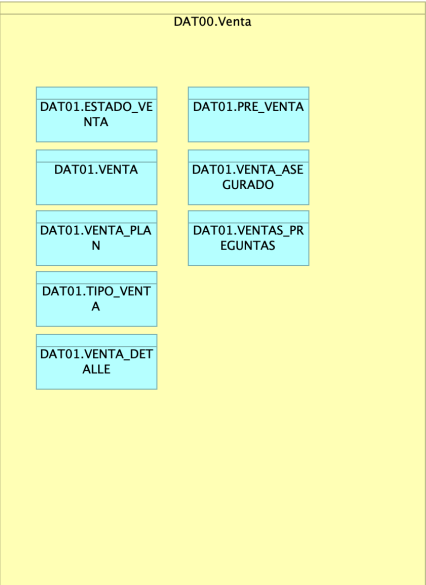 DAT00.Venta
DAT01.ESTADO_VE
NTA
DAT01.PRE_VENTA
DAT01.VENTA
DAT01.VENTA_ASE
GURADO
DAT01.VENTA_PLA
N
DAT01.VENTAS_PR
EGUNTAS
DAT01.TIPO_VENT
A
DAT01.VENTA_DET
ALLE